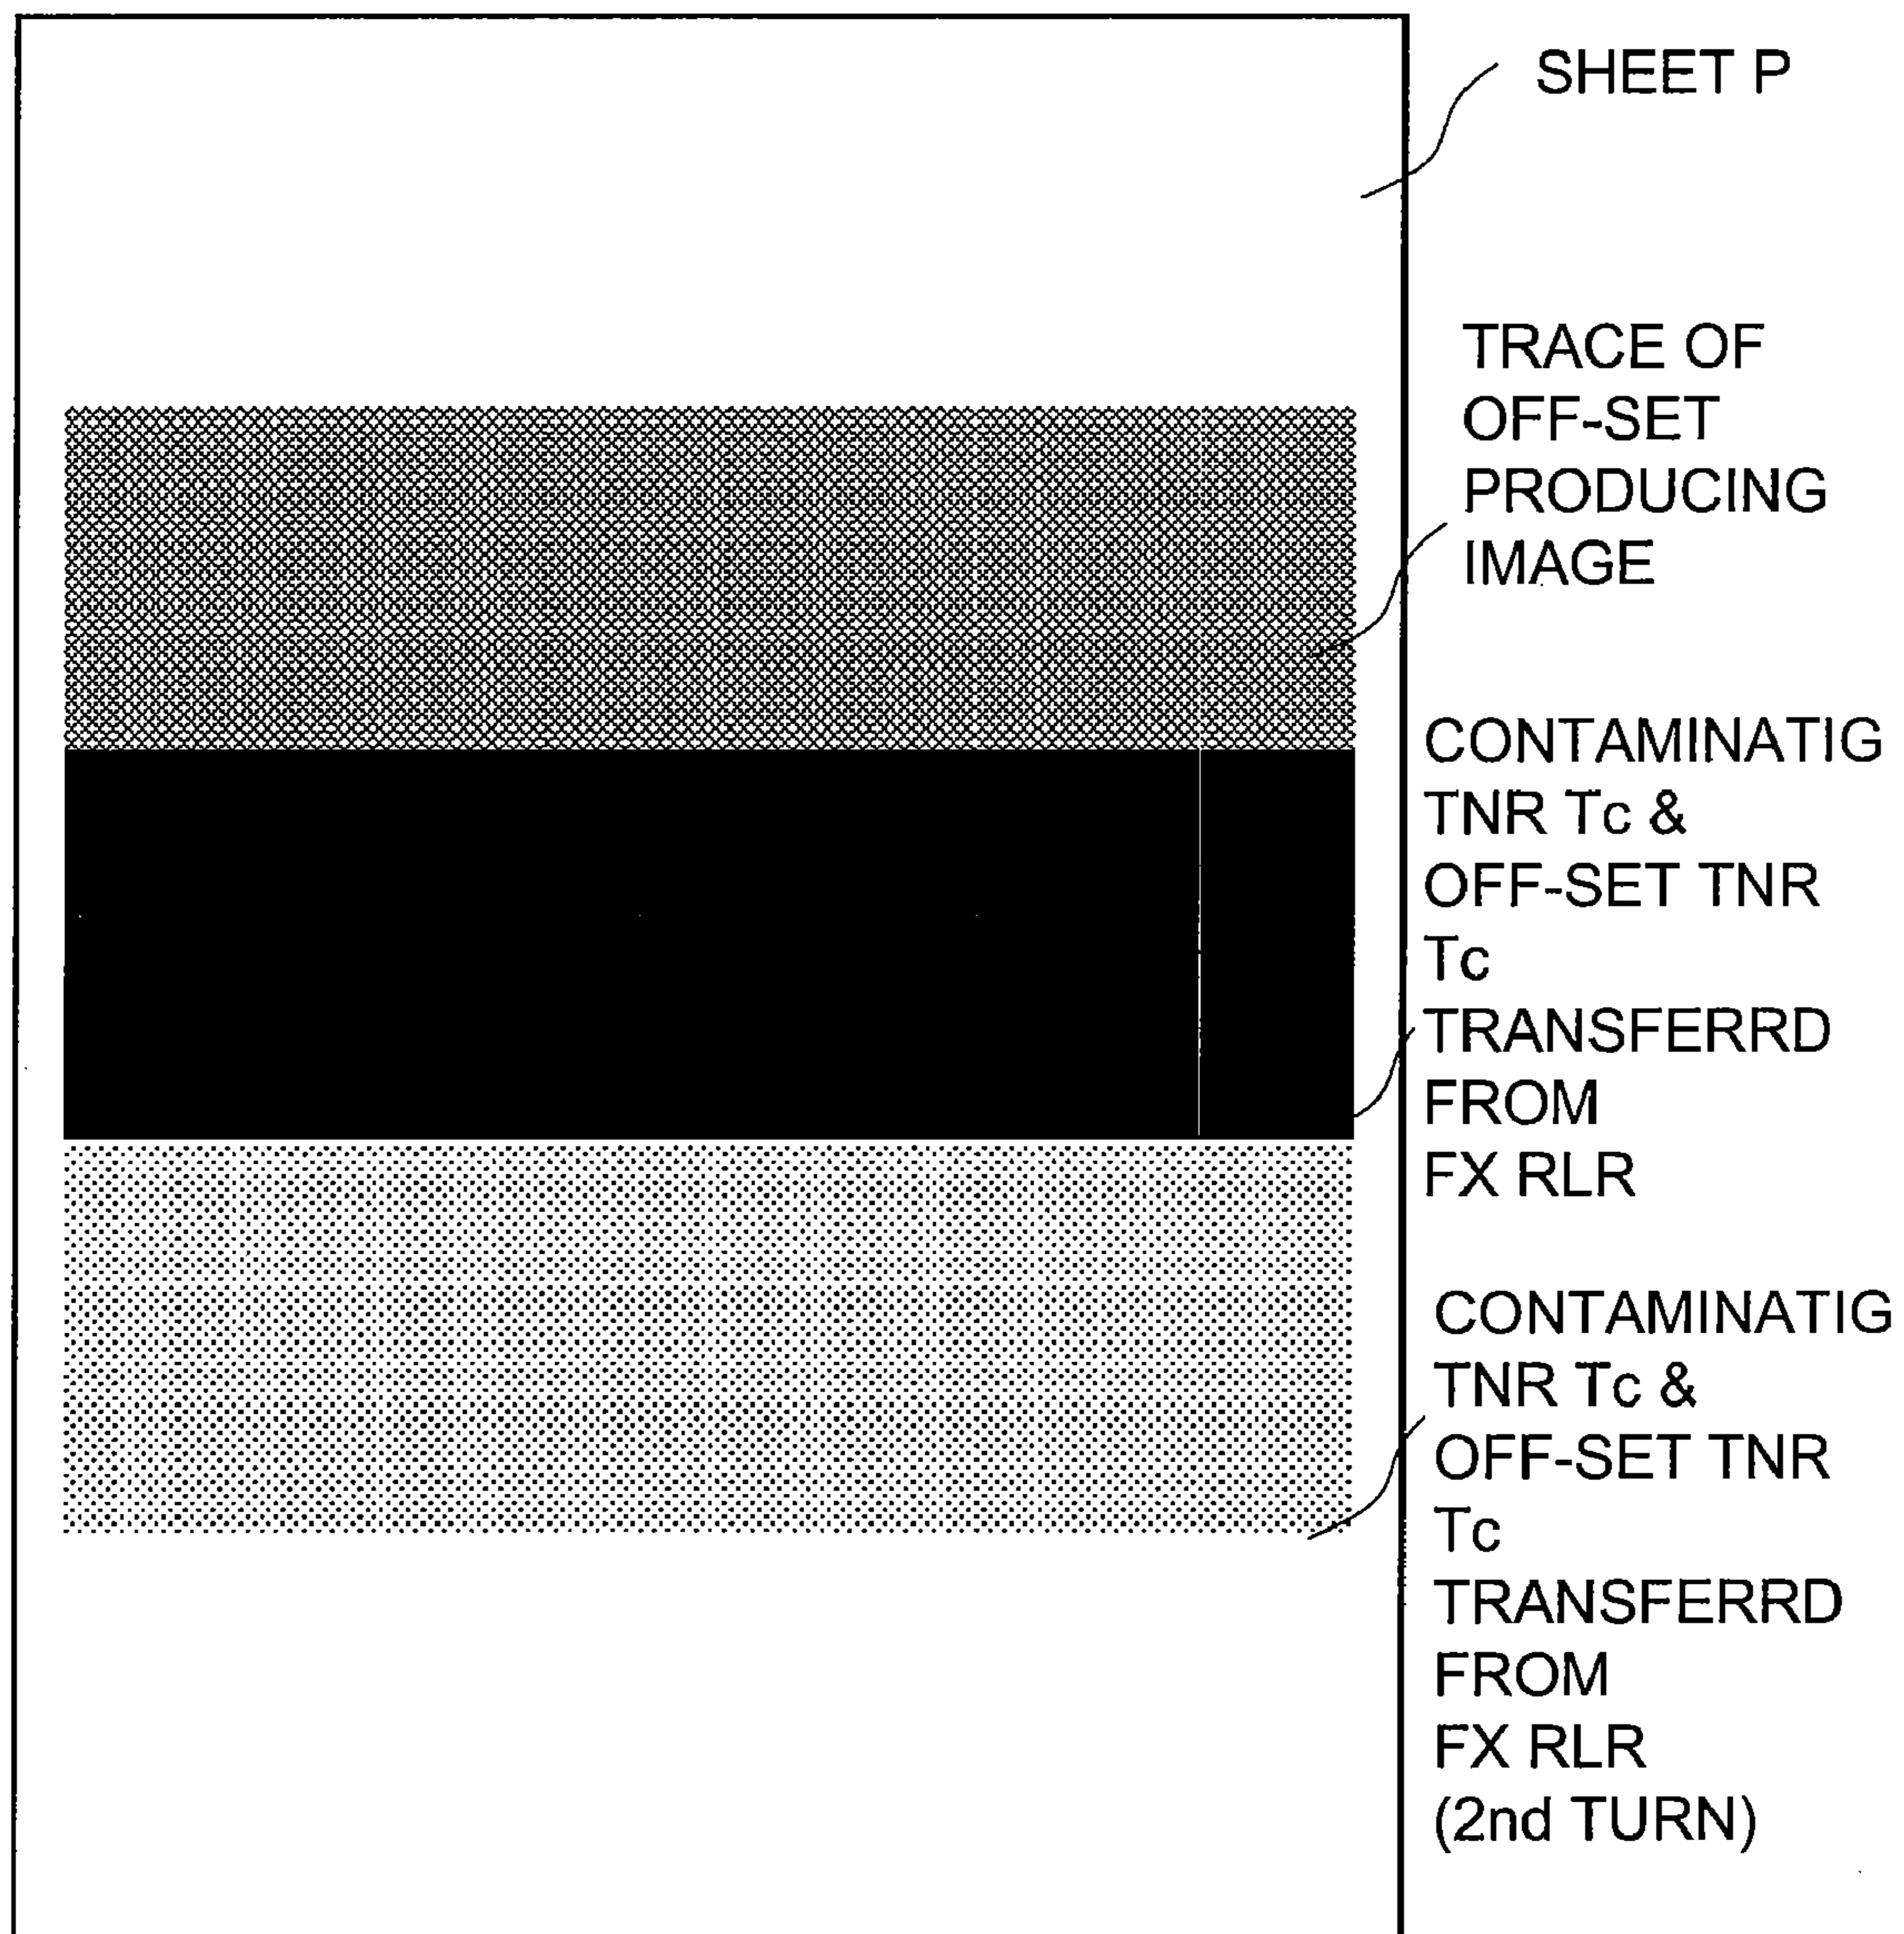 SHEET P
TRACE OF
OFF-SET
PRODUCING
IMAGE
CONTAMINATIG
TNR Tc &
OFF-SET TNR
Tc
TRANSFERRD
FROM
FX RLR
CONTAMINATIG
TNR Tc &
OFF-SET TNR
Tc
TRANSFERRD
FROM
FX RLR
(2nd TURN)